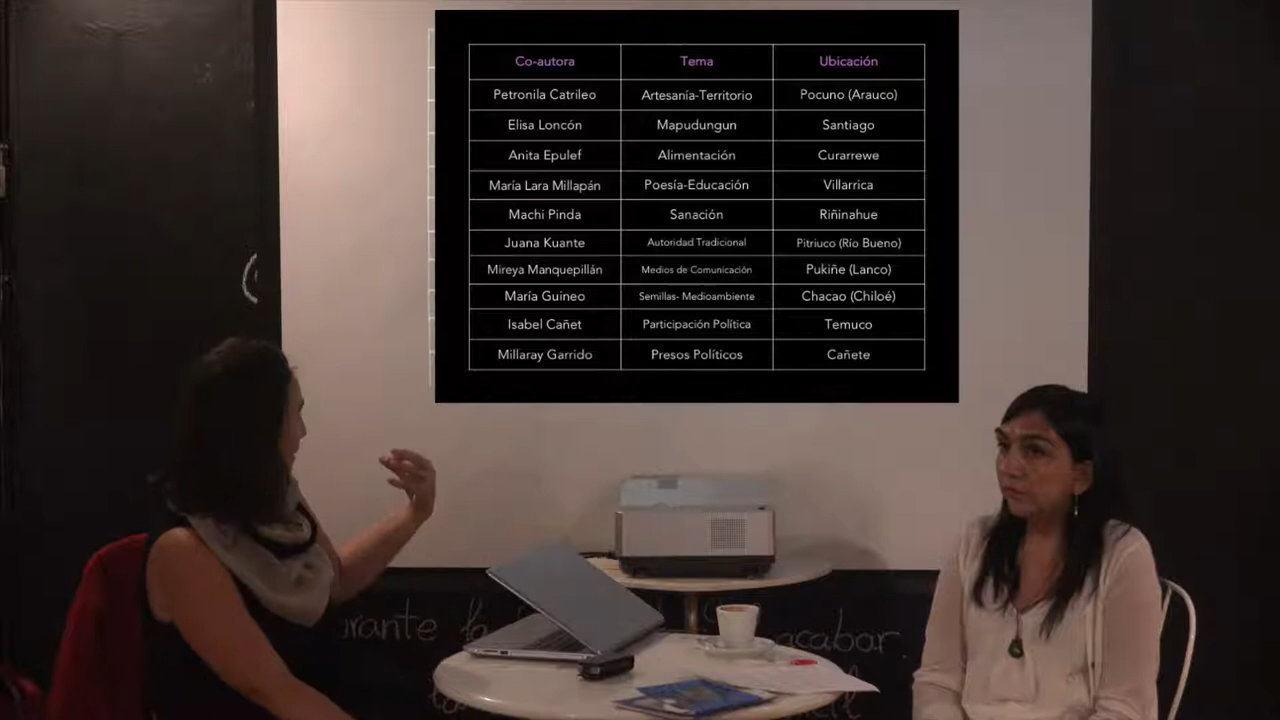 Co-autora Tema Ubicación
Petronila Catrileo Artesanía-Territorio Pocuno (Arauco)
Elisa Loncón Mapudungun Santiago
Anita Epulef Alimentación Curarrewe
María Lara Millapán Poesía-Educación Villarrica
Machi Pinda Sanación Riñinahue
Juana Kuante Autoridad Tradicional Pitriuco (Río Bueno)
Mireya Manquepillán Medios de Comunicación Pukiñe (Lanco)
María Guineo Semillas- Medioambiente Chacao (Chiloé)
Isabel Cañet Participación Política Temuco
Millaray Garrido Presos Políticos Cañete
acabar.